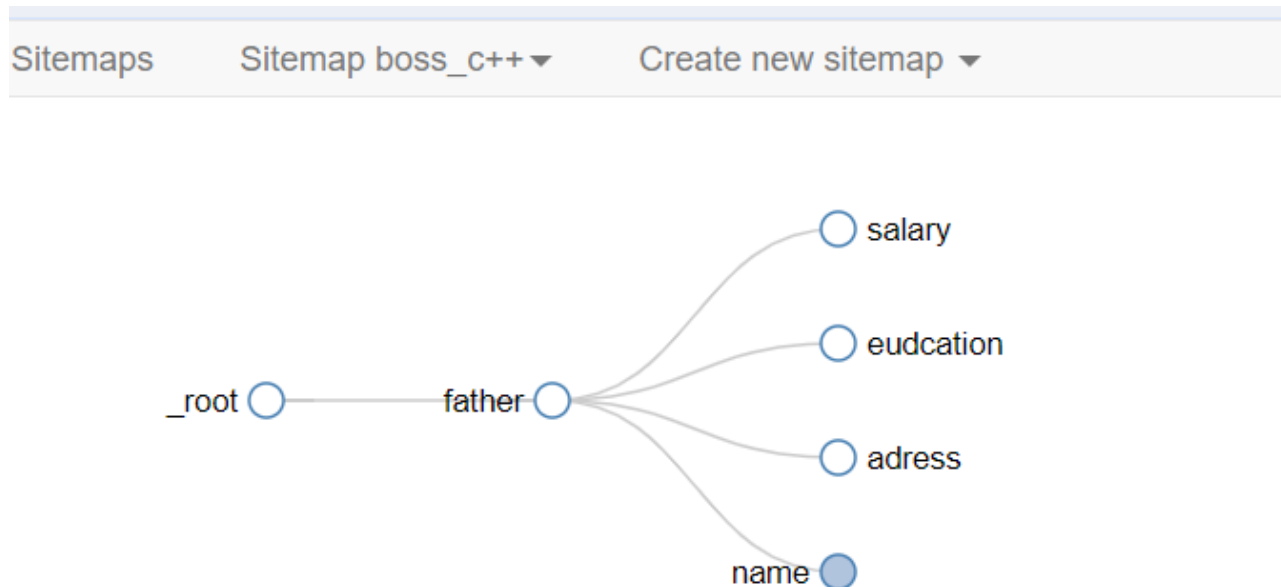 Sitemaps Sitemap boss_c++ Create new sitemap
salary
eudcation
_root father
adress
name